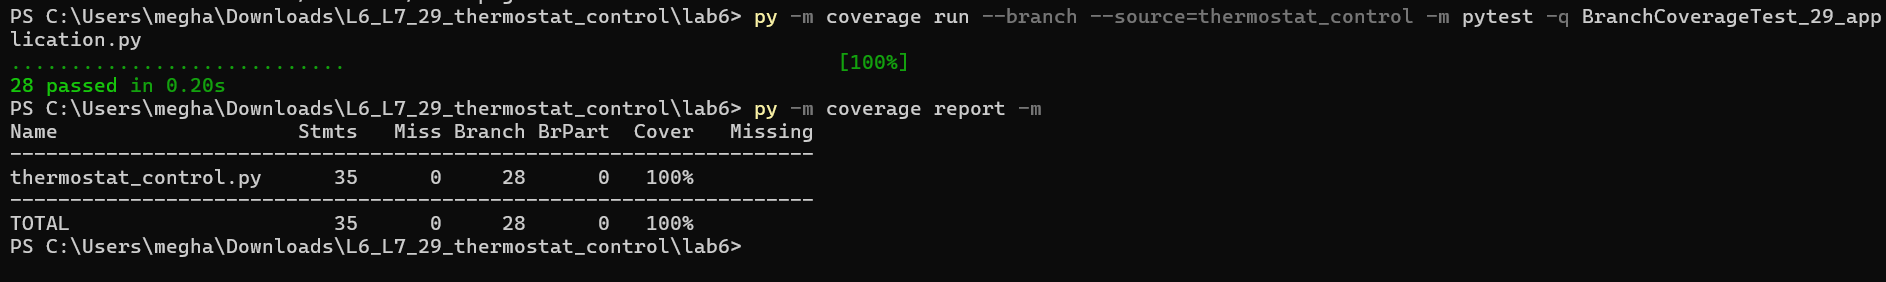 PS C:\Users\megha\Downloads\L6_L7_29_thermostat_control\lab6> py -m coverage run --branch --source=thermostat_control -m pytest -q BranchCoverageTest_29_app
lication.py
............................ [100%]
28 passed in 0.20s
PS C:\Users\megha\Downloads\L6_L7_29_thermostat_control\lab6> py -m coverage report -m
Name Stmts Miss Branch BrPart Cover Missing
-------------------------------------------------------------------
thermostat_control.py 35 0 28 0 100%
-------------------------------------------------------------------
TOTAL 35 0 28 0 100%
PS C:\Users\megha\Downloads\L6_L7_29_thermostat_control\lab6>